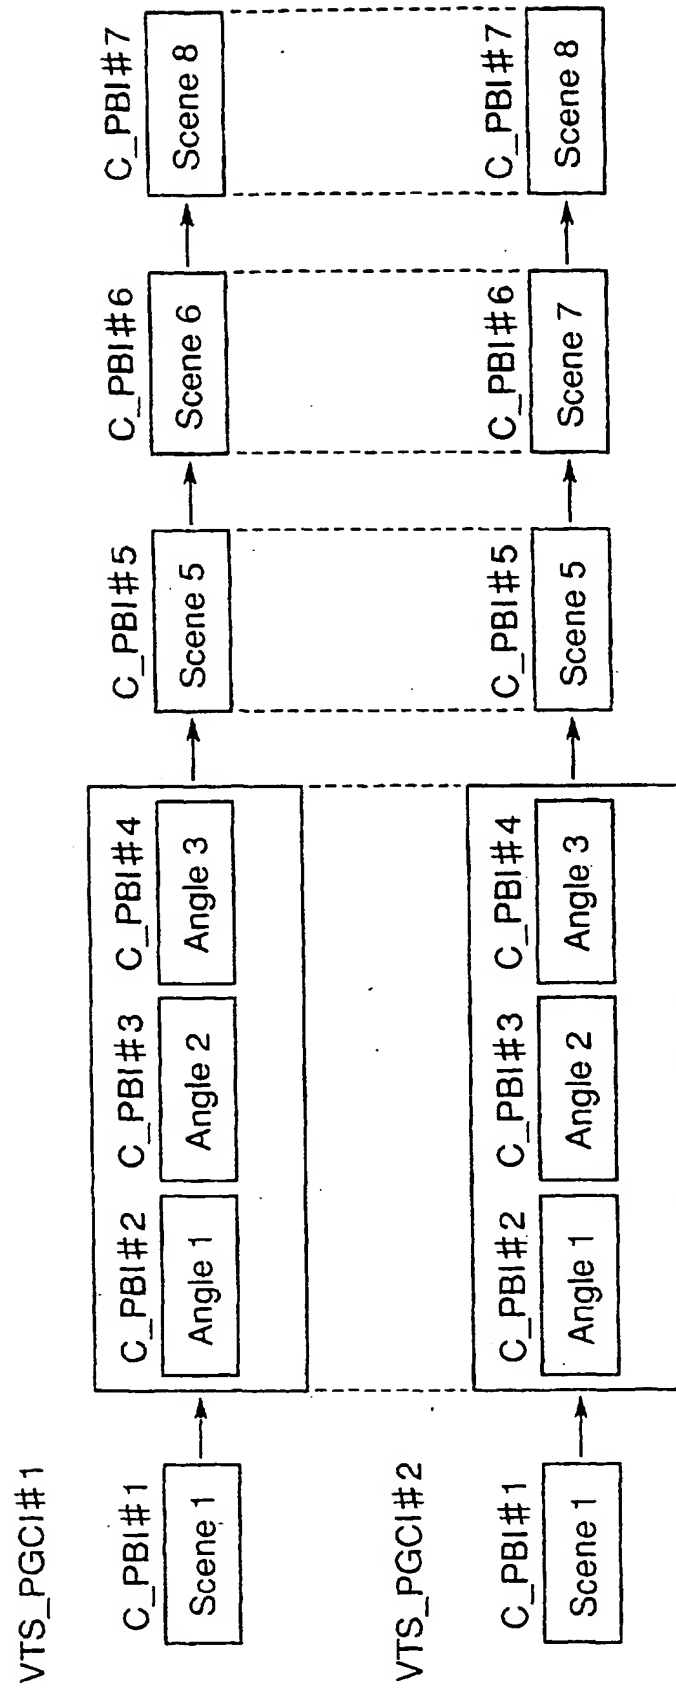 VTS_PGCI#1
C_PBI#1
Scene 1
C_PBI#2
Angle 1
C_PBI#3
Angle 2
C_PBI#4
Angle 3
C_PBI#5
Scene 5
C_PBI#6
Scene 6
C_PBI#7
Scene 8
VTS_PGCI#2
C_PBI#1
Scene 1
C_PBI#2
Angle 1
C_PBI#3
Angle 2
C_PBI#4
Angle 3
C_PBI#5
Scene 5
C_PBI#6
Scene 7
C_PBI#7
Scene 8